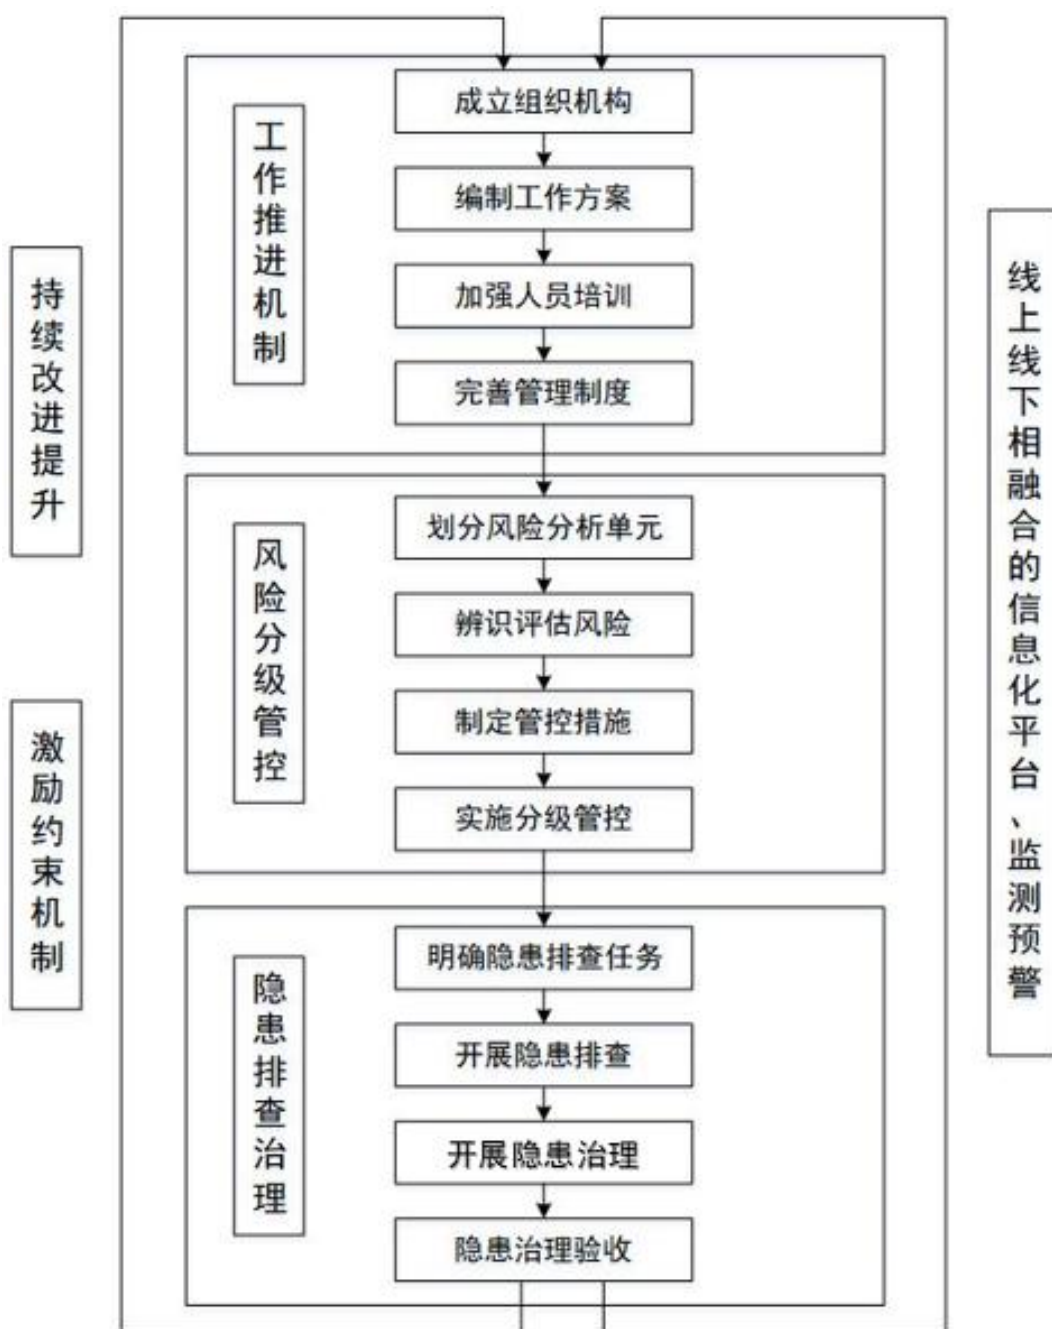 工作推进机制
成立组织机构
编制工作方案
加强人员培训
完善管理制度
持续改进提升
风险分级管控
划分风险分析单元
辨识评估风险
制定管控措施
实施分级管控
激励约束机制
隐患排查治理
明确隐患排查任务
开展隐患排查
开展隐患治理
隐患治理验收
线上线下相融合的信息化平台、监测预警